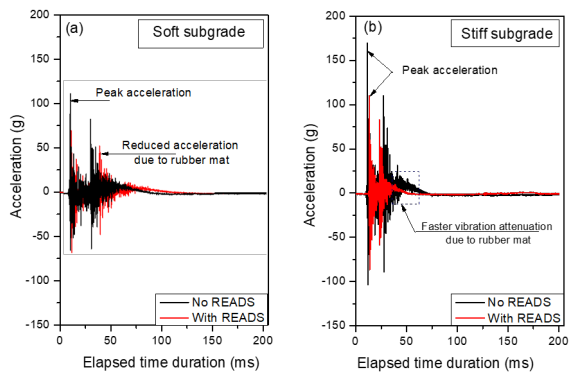 (a)
Soft subgrade
Peak acceleration
Reduced acceleration
due to rubber mat
No READS
With READS
Acceleration (g)
200
150
100
50
0
-50
-100
-150
0
50
100
150
200
Elapsed time duration (ms)
(b)
Stiff subgrade
Peak acceleration
Faster vibration attenuation
due to rubber mat
No READS
With READS
Acceleration (g)
200
150
100
50
0
-50
-100
-150
0
50
100
150
200
Elapsed time duration (ms)